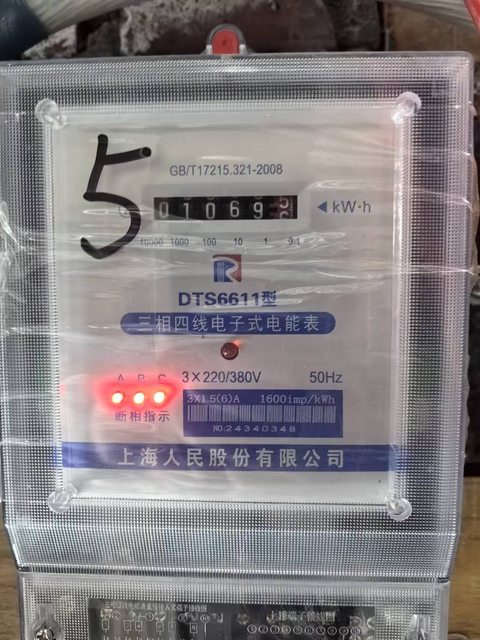 5
GB/T17215.321-2008
01069
kW·h
10000 1000 100 10 1 0.1
DTS6611型
三相四线电子式电能表
A B C
3×220/380V 50Hz
断相指示
3X1.5(6)A 1600imp/kWh
NO:24340348
上海人民股份有限公司